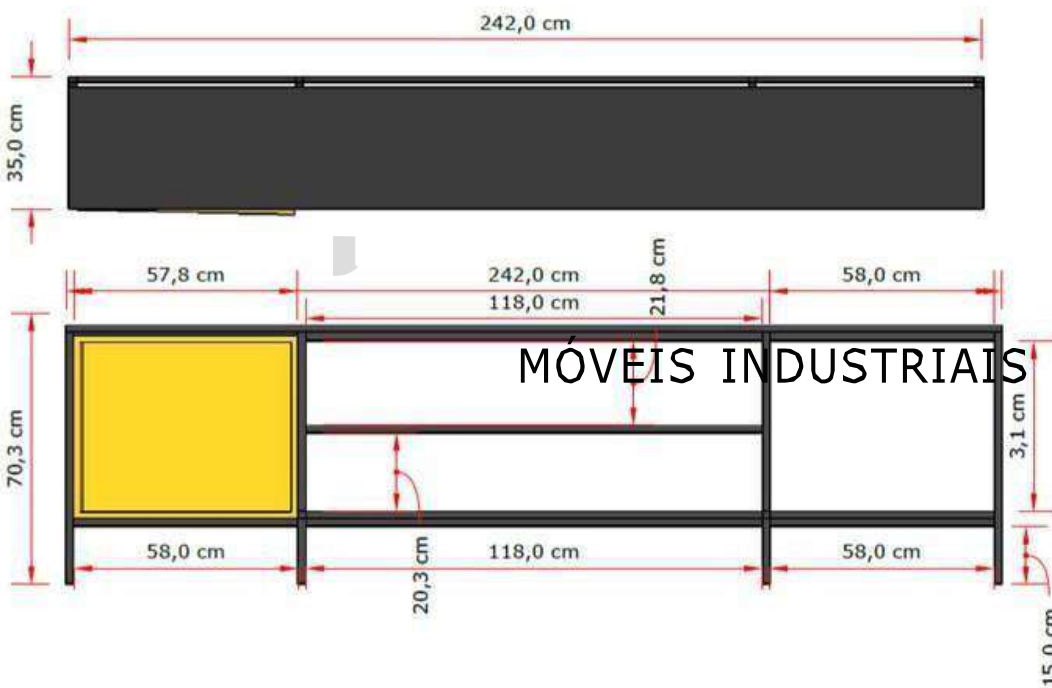 242,0 cm
35,0 cm
57,8 cm
242,0 cm
58,0 cm
21,8 cm
118,0 cm
MÓVEIS INDUSTRIAIS
70,3 cm
3,1 cm
58,0 cm
118,0 cm
58,0 cm
20,3 cm
15,0 cm